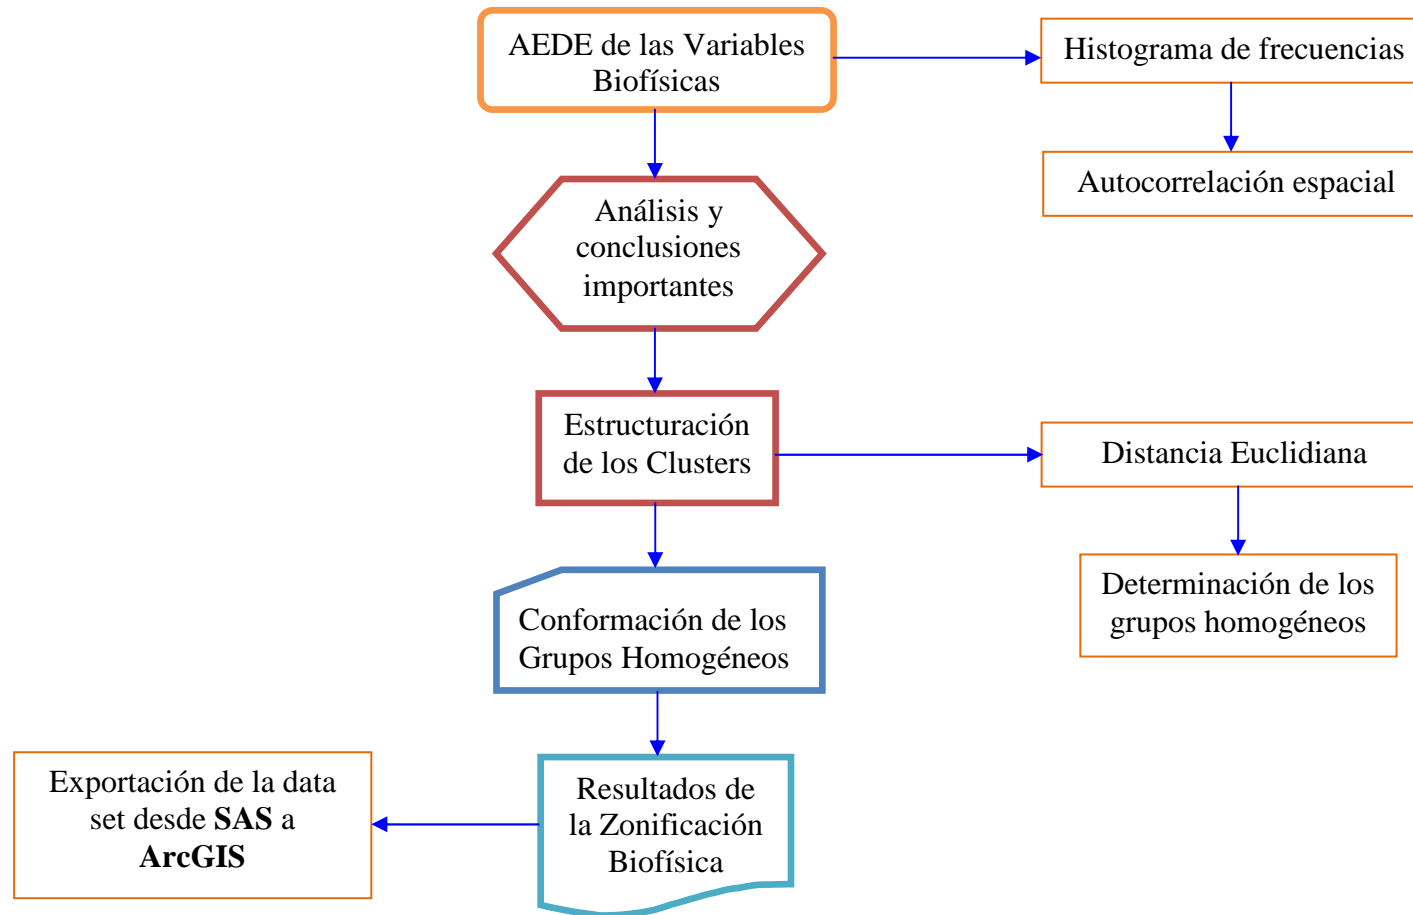 AEDE de las Variables
Biofísicas
Histograma de frecuencias
Autocorrelación espacial
Análisis y
conclusiones
importantes
Estructuración
de los Clusters
Distancia Euclidiana
Determinación de los
grupos homogéneos
Conformación de los
Grupos Homogéneos
Resultados de
la Zonificación
Biofísica
Exportación de la data
set desde SAS a
ArcGIS